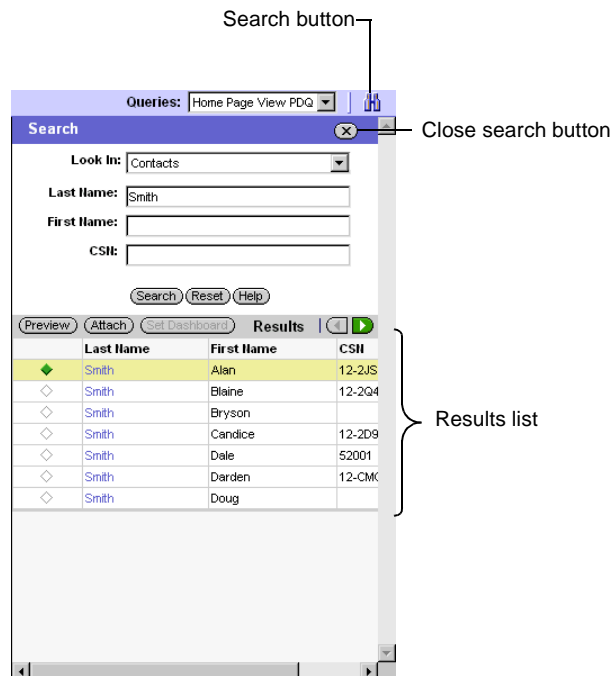 Search button
Queries: Home Page View PDQ
Search
Close search button
Look In: Contacts
Last Name: Smith
First Name:
CSN:
Search Reset Help
Preview Attach Set Dashboard Results
Last Name First Name CSN
Smith Alan 12-2JS
Smith Blaine 12-2Q4
Smith Bryson
Smith Candice 12-2D9
Smith Dale 52001
Smith Darden 12-CM
Smith Doug
Results list